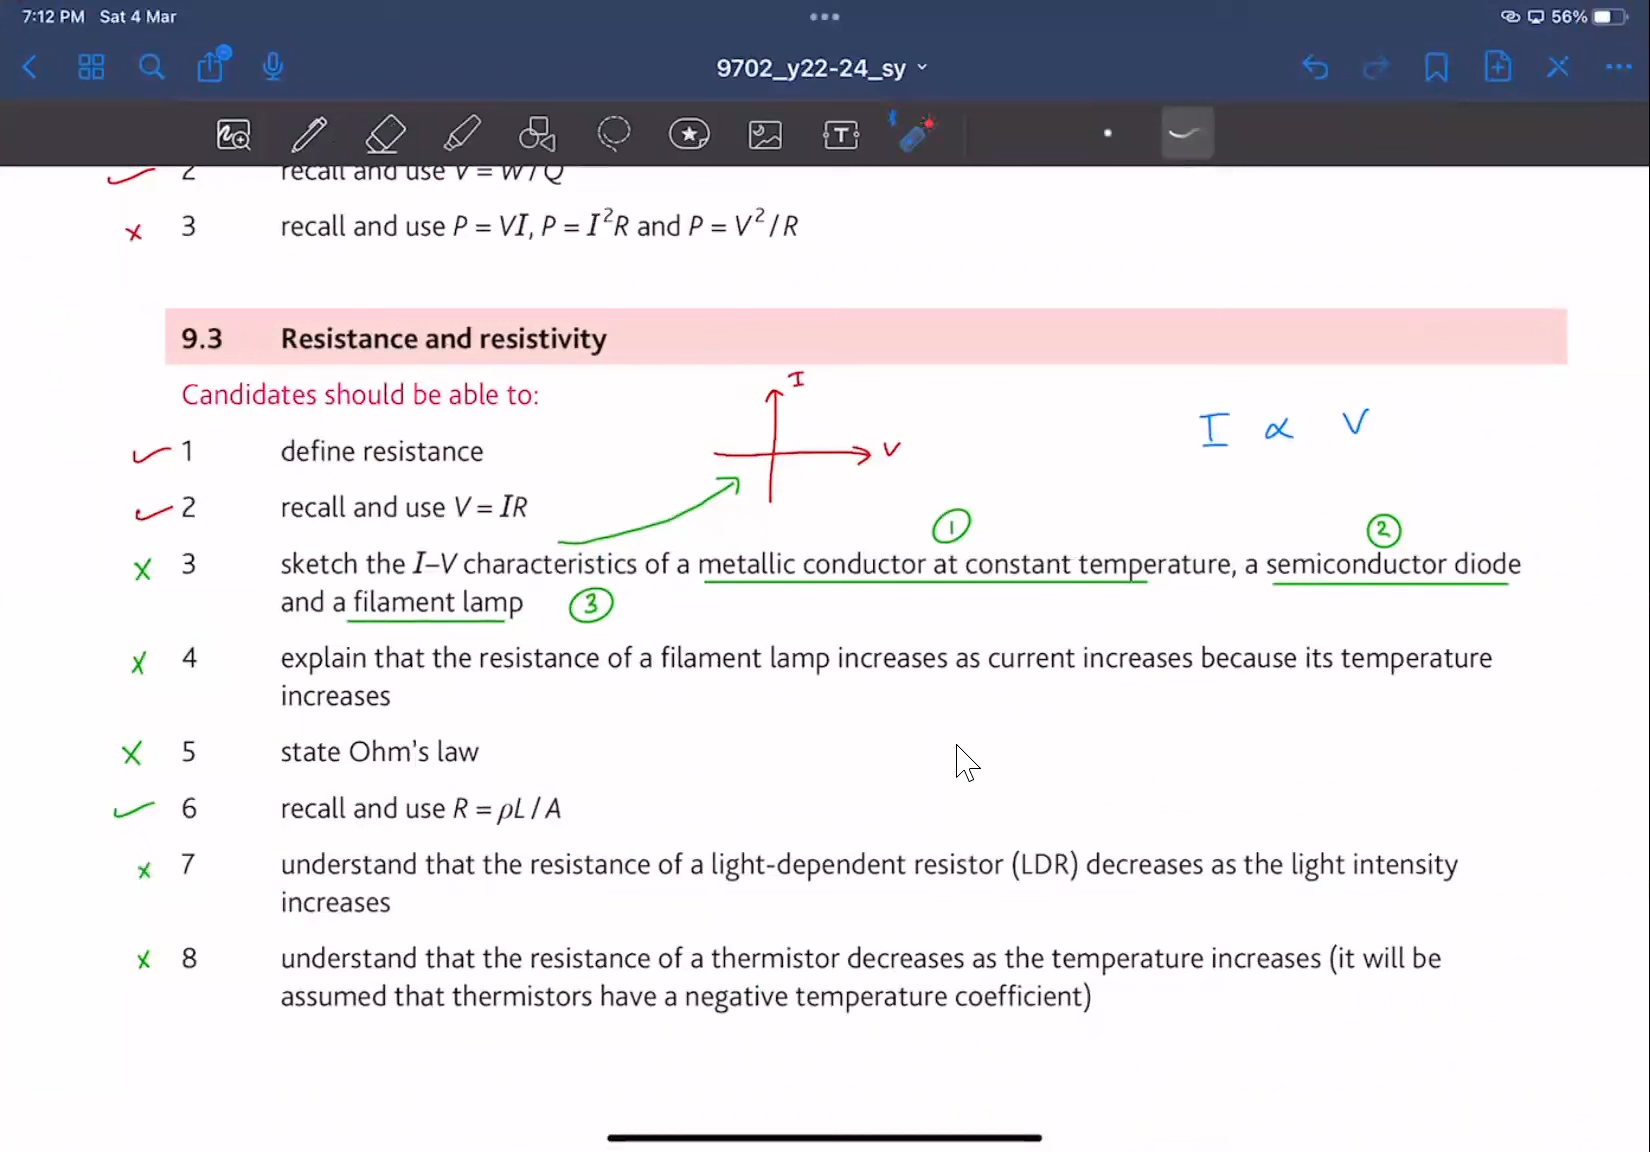 7:12 PM Sat 4 Mar
56%
9702_y22-24_sy
2 recall and use V = W / Q
3 recall and use P = VI, P = I²R and P = V² / R
9.3 Resistance and resistivity
I
Candidates should be able to:
I ∝ V
V
1 define resistance
2 recall and use V = IR
1
2
3 sketch the I–V characteristics of a metallic conductor at constant temperature, a semiconductor diode
and a filament lamp 3
4 explain that the resistance of a filament lamp increases as current increases because its temperature
increases
5 state Ohm's law
6 recall and use R = ρL / A
7 understand that the resistance of a light-dependent resistor (LDR) decreases as the light intensity
increases
8 understand that the resistance of a thermistor decreases as the temperature increases (it will be
assumed that thermistors have a negative temperature coefficient)